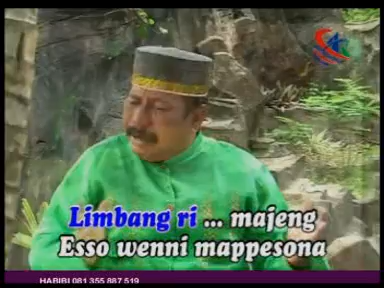 Limbang ri ... majeng
Esso wenni mappesona
HABIBI 081 355 887 519